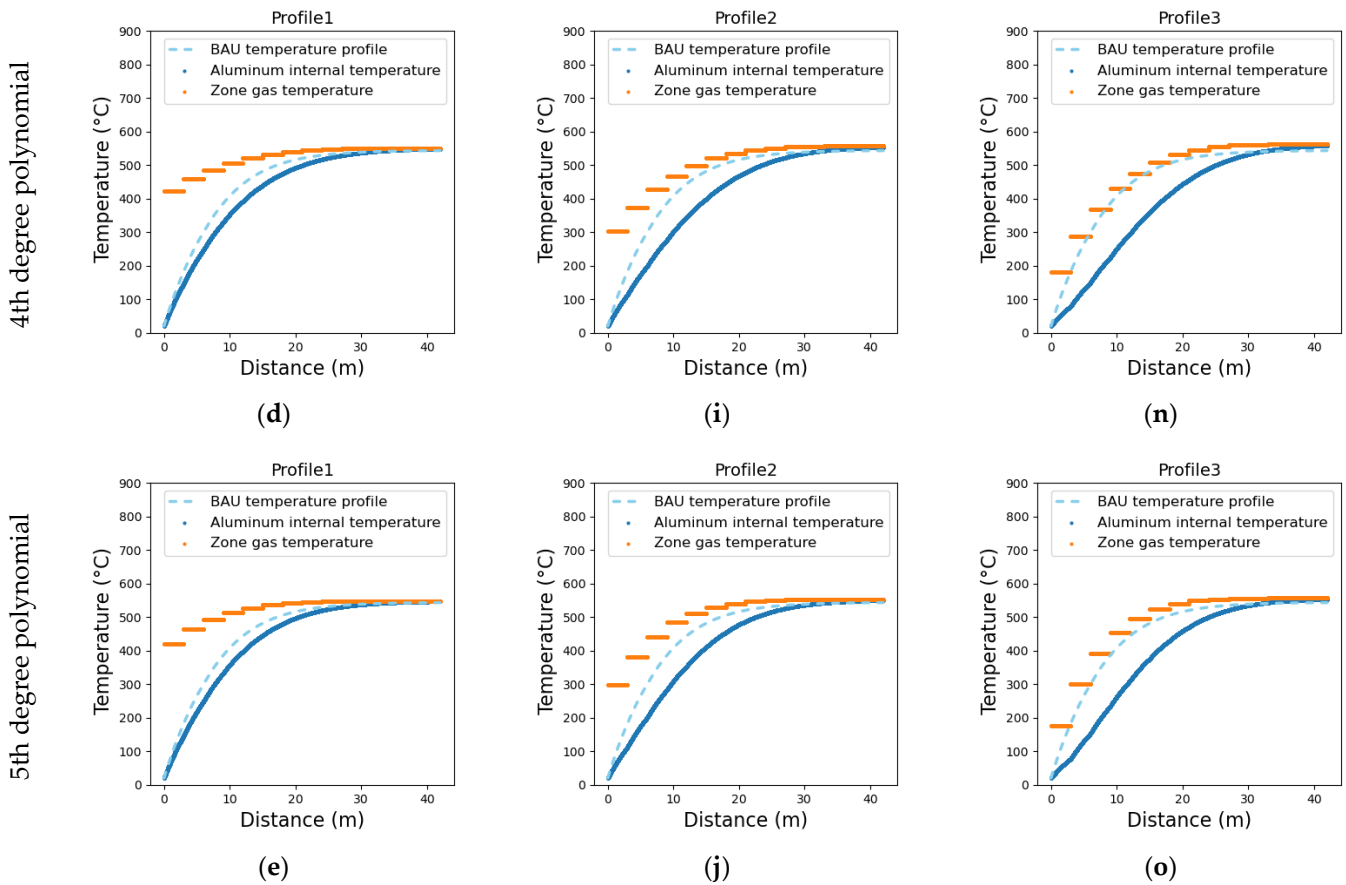 4th degree polynomial
Profile1
BAU temperature profile
Aluminum internal temperature
Zone gas temperature
Temperature (°C)
900
800
700
600
500
400
300
200
100
0
0 10 20 30 40
Distance (m)
(d)
Profile2
BAU temperature profile
Aluminum internal temperature
Zone gas temperature
Temperature (°C)
900
800
700
600
500
400
300
200
100
0
0 10 20 30 40
Distance (m)
(i)
Profile3
BAU temperature profile
Aluminum internal temperature
Zone gas temperature
Temperature (°C)
900
800
700
600
500
400
300
200
100
0
0 10 20 30 40
Distance (m)
(n)
5th degree polynomial
Profile1
BAU temperature profile
Aluminum internal temperature
Zone gas temperature
Temperature (°C)
900
800
700
600
500
400
300
200
100
0
0 10 20 30 40
Distance (m)
(e)
Profile2
BAU temperature profile
Aluminum internal temperature
Zone gas temperature
Temperature (°C)
900
800
700
600
500
400
300
200
100
0
0 10 20 30 40
Distance (m)
(j)
Profile3
BAU temperature profile
Aluminum internal temperature
Zone gas temperature
Temperature (°C)
900
800
700
600
500
400
300
200
100
0
0 10 20 30 40
Distance (m)
(o)